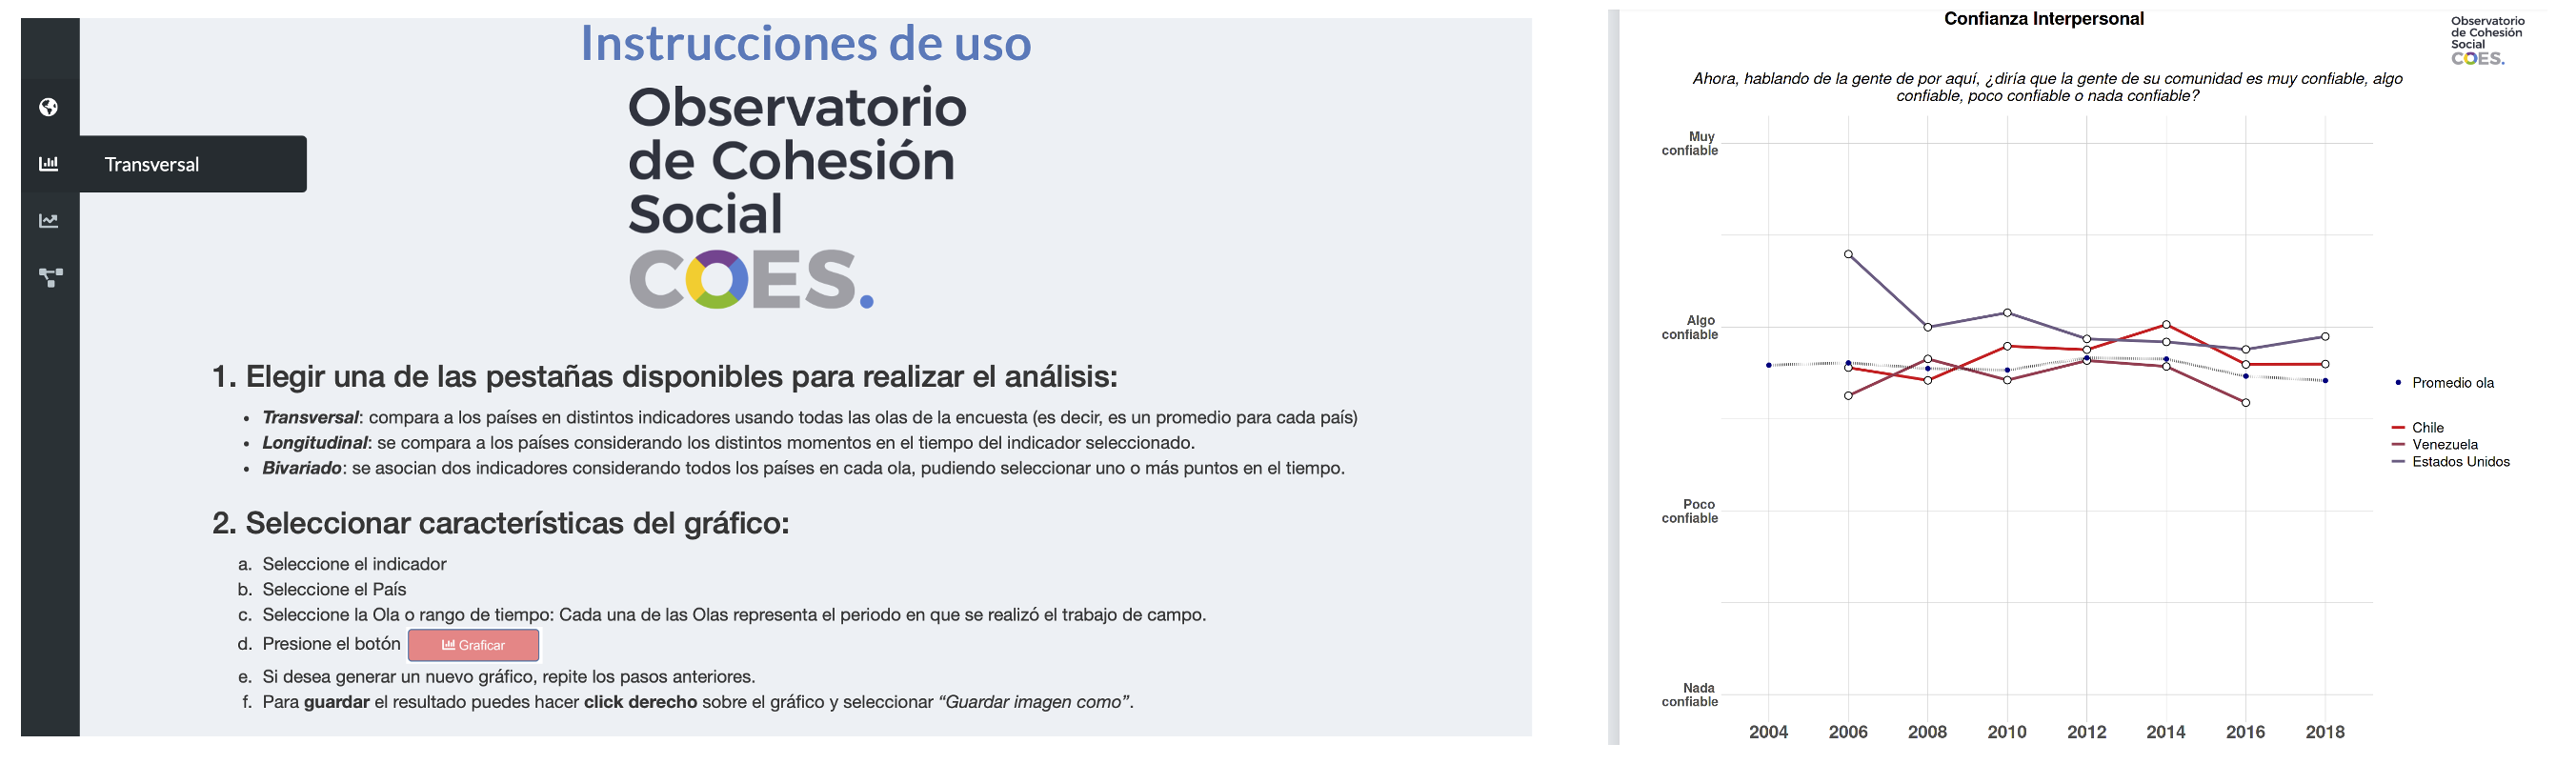 Instrucciones de uso
Observatorio
de Cohesión
Social
COES.
Transversal
1. Elegir una de las pestañas disponibles para realizar el análisis:
• Transversal: compara a los países en distintos indicadores usando todas las olas de la encuesta (es decir, es un promedio para cada país)
• Longitudinal: se compara a los países considerando los distintos momentos en el tiempo del indicador seleccionado.
• Bivariado: se asocian dos indicadores considerando todos los países en cada ola, pudiendo seleccionar uno o más puntos en el tiempo.
2. Seleccionar características del gráfico:
a. Seleccione el indicador
b. Seleccione el País
c. Seleccione la Ola o rango de tiempo: Cada una de las Olas representa el periodo en que se realizó el trabajo de campo.
d. Presione el botón Graficar
e. Si desea generar un nuevo gráfico, repite los pasos anteriores.
f. Para guardar el resultado puedes hacer click derecho sobre el gráfico y seleccionar “Guardar imagen como”.
Confianza Interpersonal
Observatorio
de Cohesión
Social
COES.
Ahora, hablando de la gente de por aquí, ¿diría que la gente de su comunidad es muy confiable, algo
confiable, poco confiable o nada confiable?
Muy
confiable
Algo
confiable
Poco
confiable
Nada
confiable
Promedio ola
Chile
Venezuela
Estados Unidos
2004 2006 2008 2010 2012 2014 2016 2018